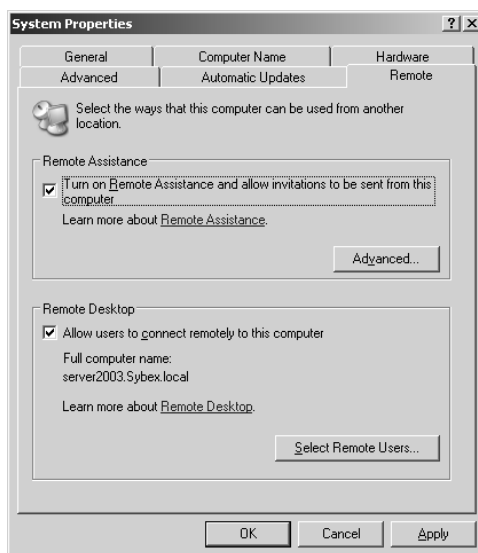 System Properties
General Computer Name Hardware
Advanced Automatic Updates Remote
Select the ways that this computer can be used from another
location.
Remote Assistance
Turn on Remote Assistance and allow invitations to be sent from this
computer
Learn more about Remote Assistance.
Advanced...
Remote Desktop
Allow users to connect remotely to this computer
Full computer name:
server2003.Sybex.local
Learn more about Remote Desktop.
Select Remote Users...
OK Cancel Apply